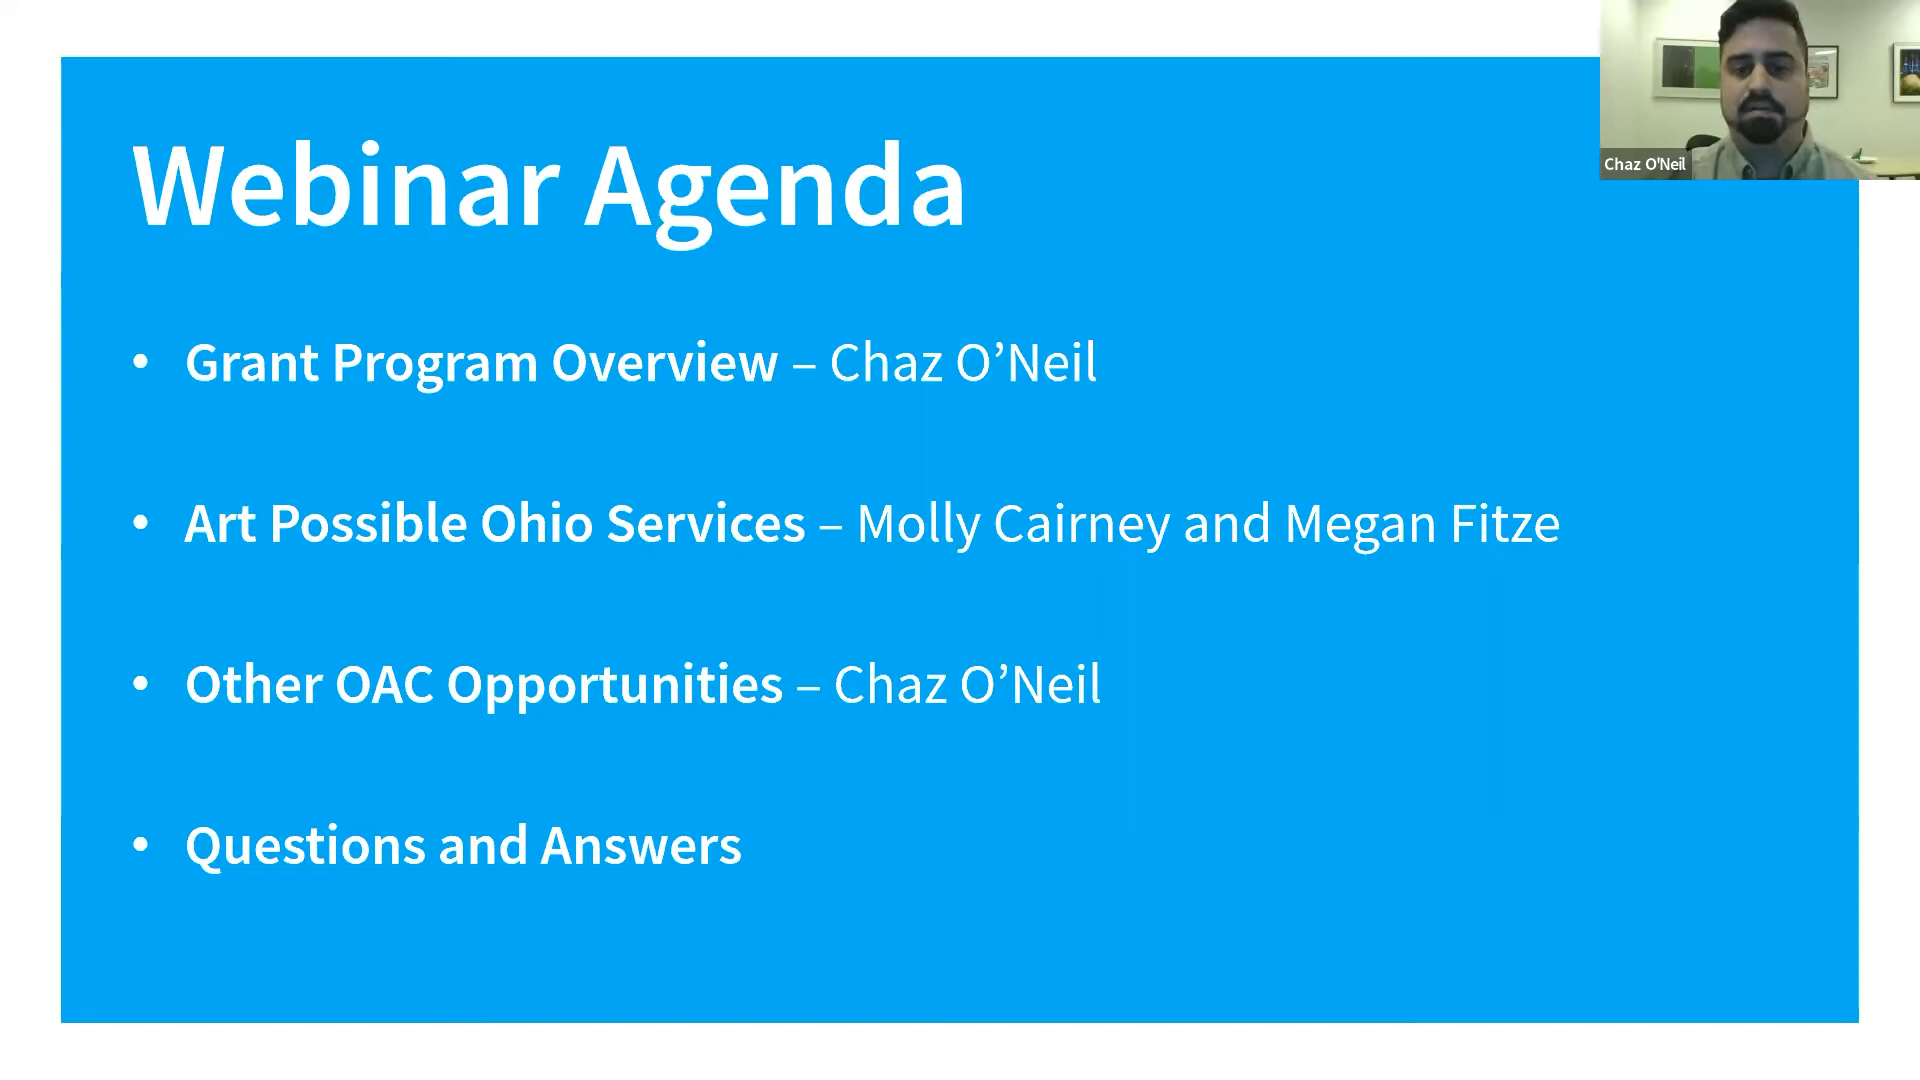 Webinar Agenda
• Grant Program Overview – Chaz O’Neil
• Art Possible Ohio Services – Molly Cairney and Megan Fitze
• Other OAC Opportunities – Chaz O’Neil
• Questions and Answers
Chaz O'Neil